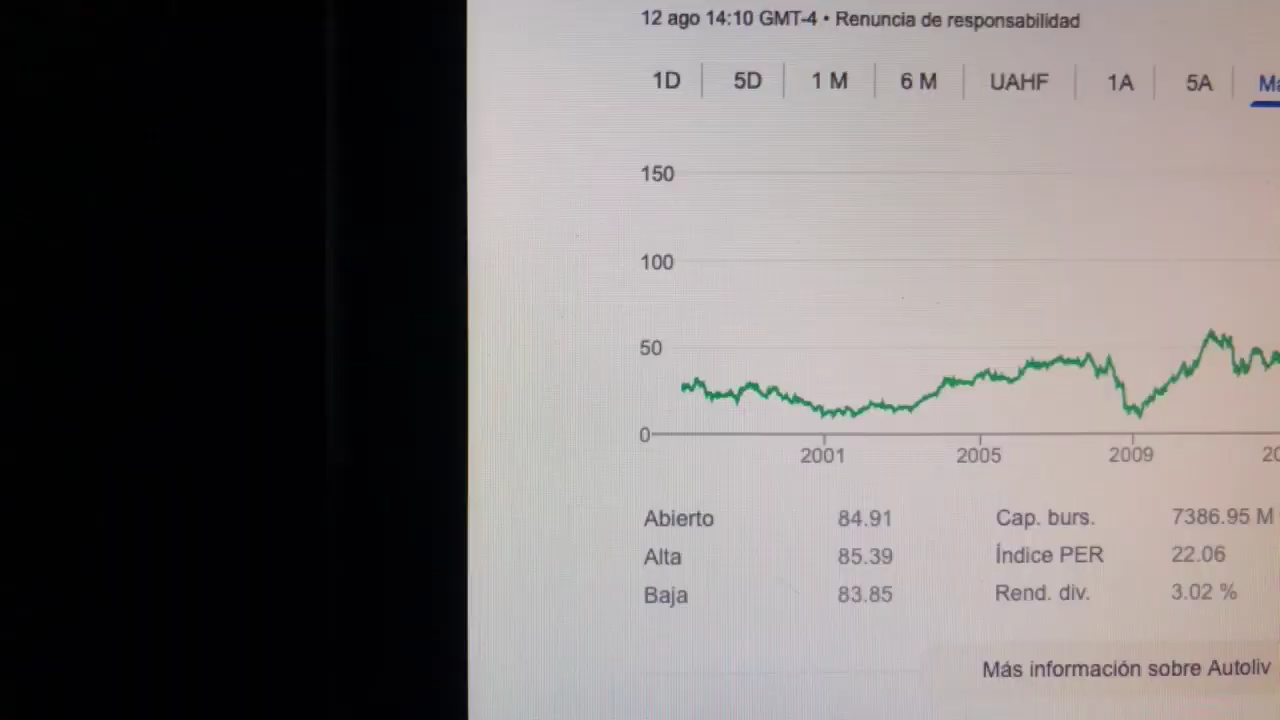 12 ago 14:10 GMT-4 • Renuncia de responsabilidad
1D 5D 1 M 6 M UAHF 1A 5A
150
100
50
0
2001 2005 2009
Abierto 84.91 Cap. burs. 7386.95 M
Alta 85.39 Índice PER 22.06
Baja 83.85 Rend. div. 3.02 %
Más información sobre Autoliv